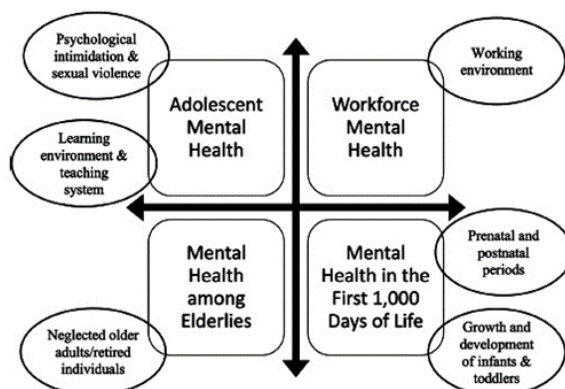 Psychological
intimidation &
sexual violence
Working
environment
Adolescent
Mental
Health
Workforce
Mental
Health
Learning
environment &
teaching
system
Mental
Health
among
Elderlies
Mental
Health in the
First 1,000
Days of Life
Prenatal and
postnatal
periods
Neglected older
adults/retired
individuals
Growth and
development
of infants &
toddlers